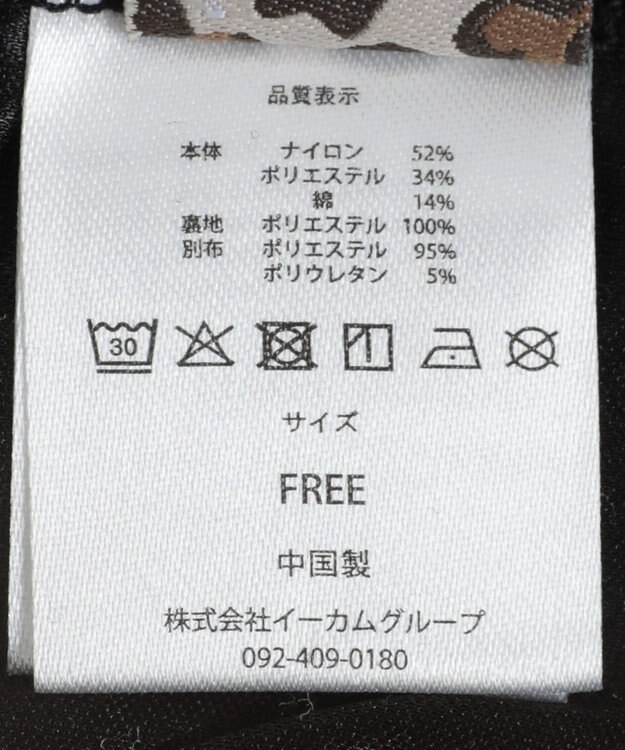 品質表示
本体 ナイロン 52%
ポリエステル 34%
綿 14%
裏地 ポリエステル 100%
別布 ポリエステル 95%
ポリウレタン 5%
30
サイズ
FREE
中国製
株式会社イーカムグループ
092-409-0180